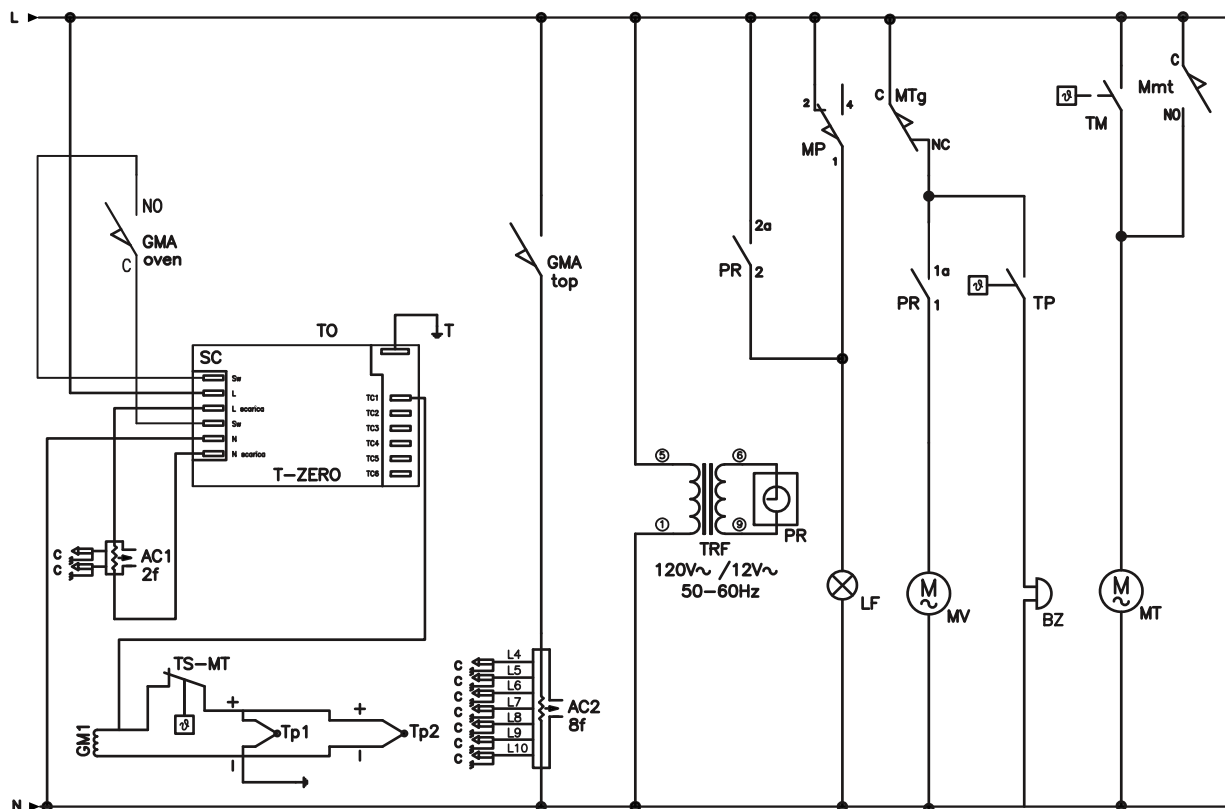 L
C
Mmt
NO
TM
2
4
MP
1
C
MTg
NC
NO
GMA
oven
C
GMA
top
2a
PR
2
1a
PR
1
TP
TO
T
SC
Sw
L
L scarica
Sw
N
N scarica
TC1
TC2
TC3
TC4
TC5
TC6
T-ZERO
5
6
1
9
PR
TRF
120V~ /12V~
50-60Hz
C
C
AC1
2f
LF
M
~
MV
BZ
M
~
MT
TS-MT
GM1
+
Tp1
-
+
Tp2
-
C
C
C
C
C
C
C
L4
L5
L6
L7
L8
L9
L10
AC2
8f
N